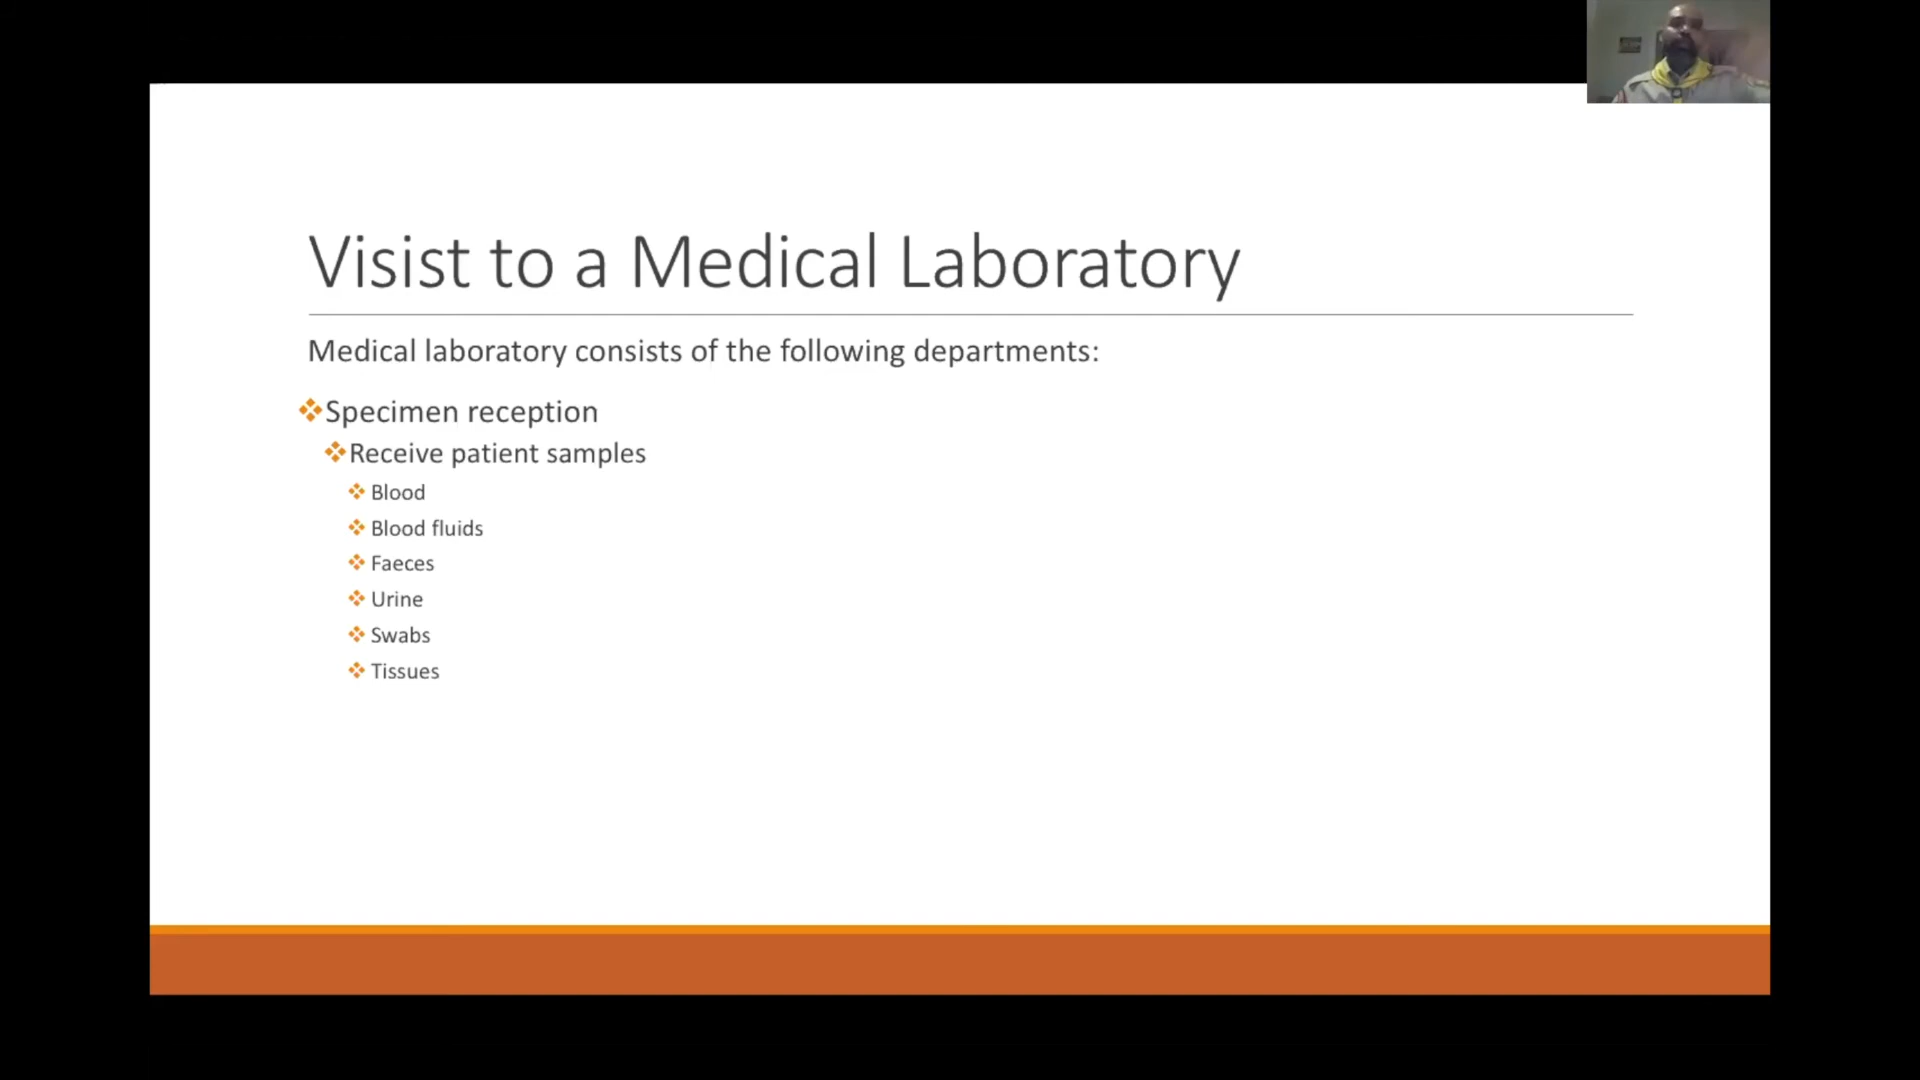 Visist to a Medical Laboratory
Medical laboratory consists of the following departments:
Specimen reception
Receive patient samples
Blood
Blood fluids
Faeces
Urine
Swabs
Tissues